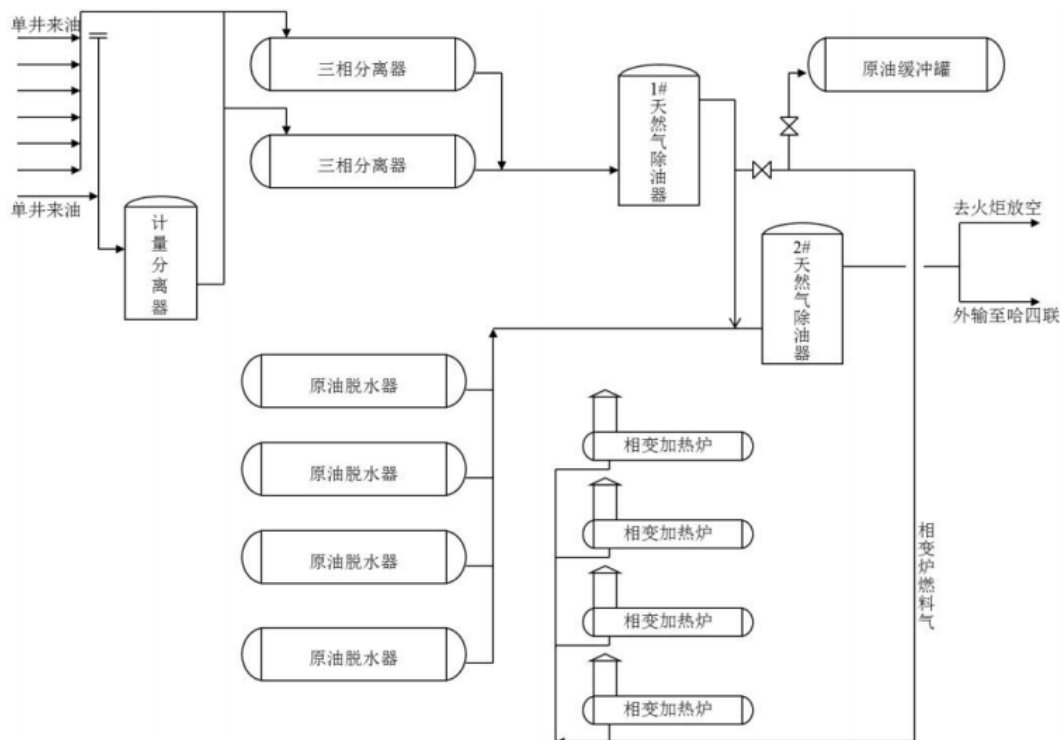 单井来油
三相分离器
原油缓冲罐
1#天然气除油器
三相分离器
单井来油
计量分离器
去火炬放空
2#天然气除油器
外输至哈四联
原油脱水器
相变加热炉
原油脱水器
相变加热炉
原油脱水器
相变炉燃料气
相变加热炉
原油脱水器
相变加热炉